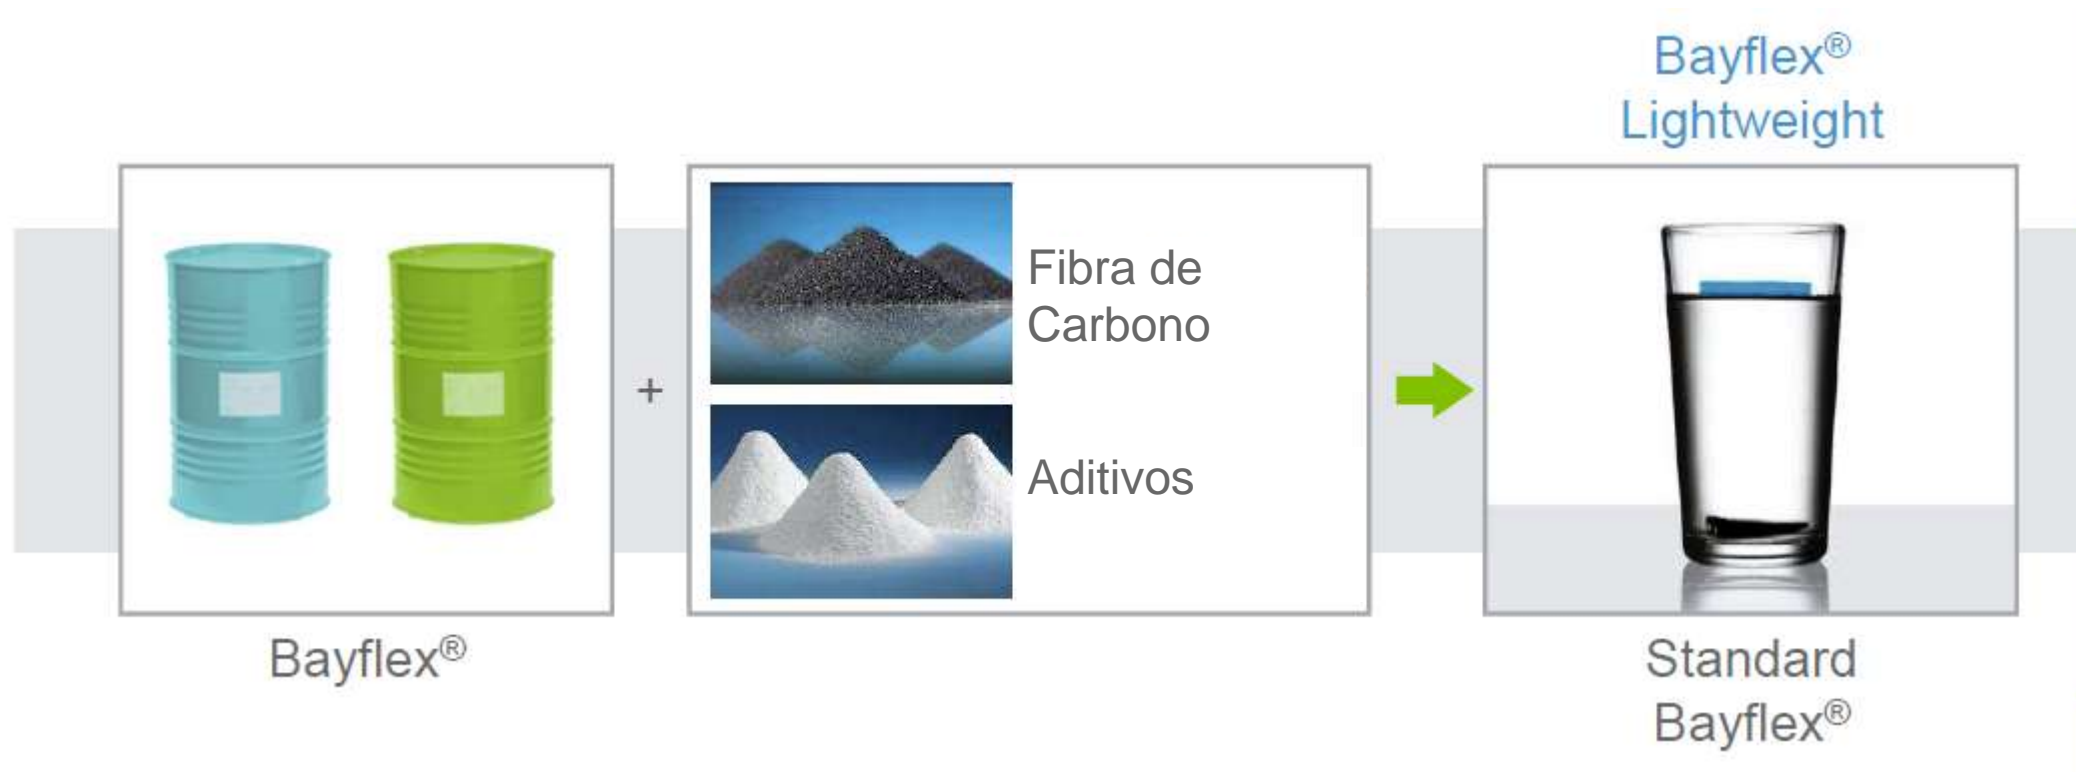 Bayflex®
Lightweight
Fibra de
Carbono
+
Aditivos
Bayflex®
Standard
Bayflex®